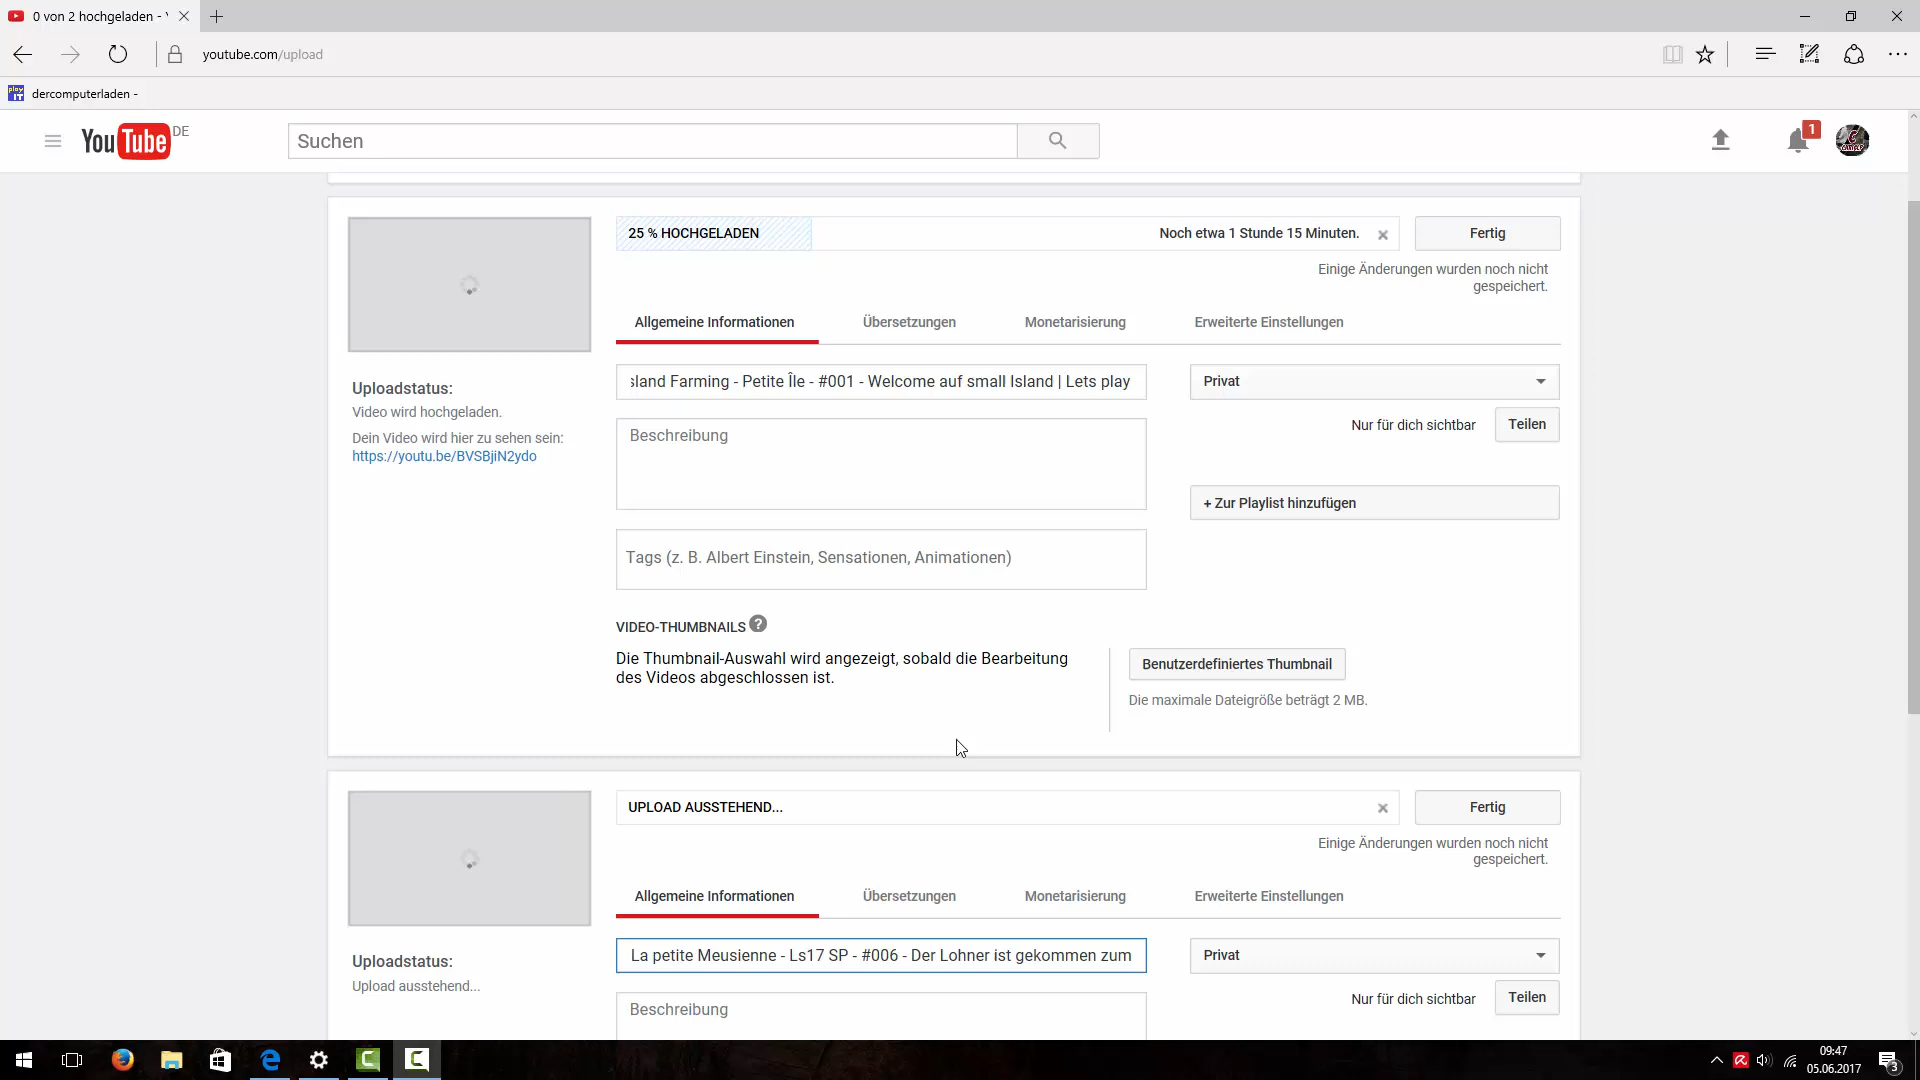 0 von 2 hochgeladen -
youtube.com/upload
play IT
dercomputerladen -
YouTube DE
Suchen
1
25 % HOCHGELADEN
Noch etwa 1 Stunde 15 Minuten.
Fertig
Einige Änderungen wurden noch nicht
gespeichert.
Allgemeine Informationen
Übersetzungen
Monetarisierung
Erweiterte Einstellungen
Uploadstatus:
Video wird hochgeladen.
Dein Video wird hier zu sehen sein:
https://youtu.be/BVSBjiN2ydo
sland Farming - Petite Île - #001 - Welcome auf small Island | Lets play
Privat
Beschreibung
Nur für dich sichtbar
Teilen
+ Zur Playlist hinzufügen
Tags (z. B. Albert Einstein, Sensationen, Animationen)
VIDEO-THUMBNAILS ?
Die Thumbnail-Auswahl wird angezeigt, sobald die Bearbeitung
des Videos abgeschlossen ist.
Benutzerdefiniertes Thumbnail
Die maximale Dateigröße beträgt 2 MB.
UPLOAD AUSSTEHEND...
Fertig
Einige Änderungen wurden noch nicht
gespeichert.
Allgemeine Informationen
Übersetzungen
Monetarisierung
Erweiterte Einstellungen
Uploadstatus:
Upload ausstehend...
La petite Meusienne - Ls17 SP - #006 - Der Lohner ist gekommen zum
Privat
Beschreibung
Nur für dich sichtbar
Teilen
09:47
05.06.2017
3